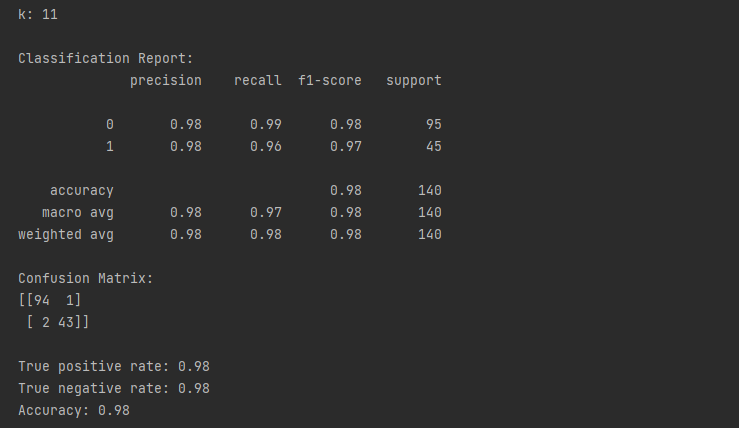 k: 11
Classification Report:
precision recall f1-score support
0 0.98 0.99 0.98 95
1 0.98 0.96 0.97 45
accuracy 0.98 140
macro avg 0.98 0.97 0.98 140
weighted avg 0.98 0.98 0.98 140
Confusion Matrix:
[[94 1]
[ 2 43]]
True positive rate: 0.98
True negative rate: 0.98
Accuracy: 0.98